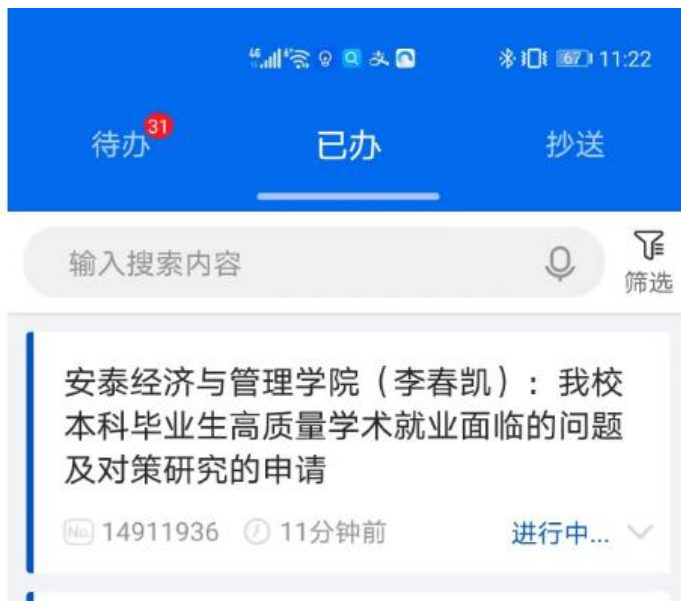 67 11:22
待办 31 已办 抄送
输入搜索内容
筛选
安泰经济与管理学院（李春凯）：我校
本科毕业生高质量学术就业面临的问题
及对策研究的申请
No. 14911936 11分钟前 进行中...